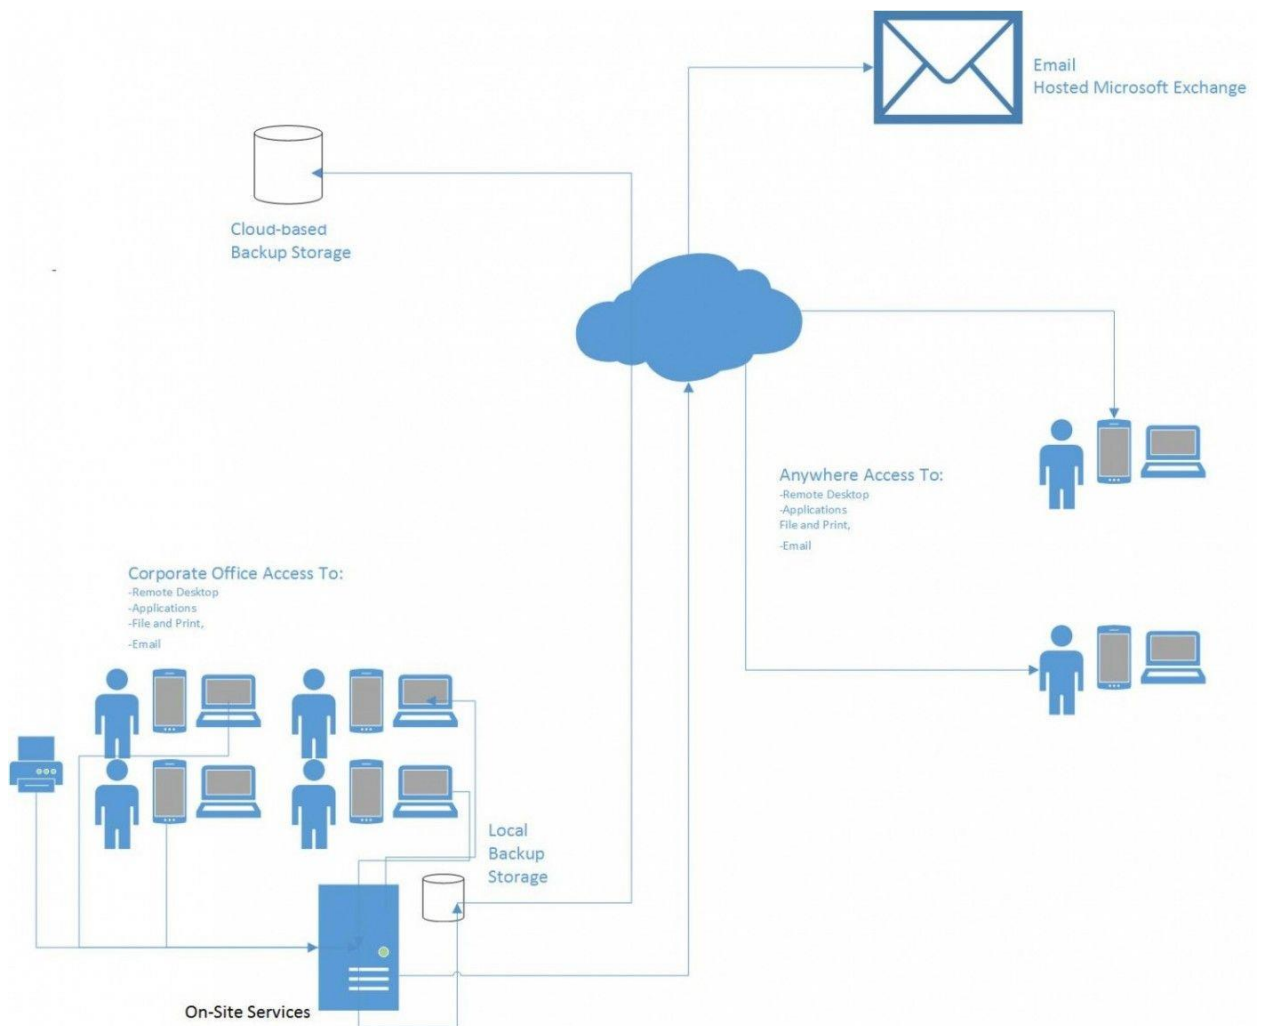 Email
Hosted Microsoft Exchange
Cloud-based
Backup Storage
Anywhere Access To:
-Remote Desktop
-Applications
File and Print,
-Email
Corporate Office Access To:
-Remote Desktop
-Applications
-File and Print,
-Email
Local
Backup
Storage
On-Site Services